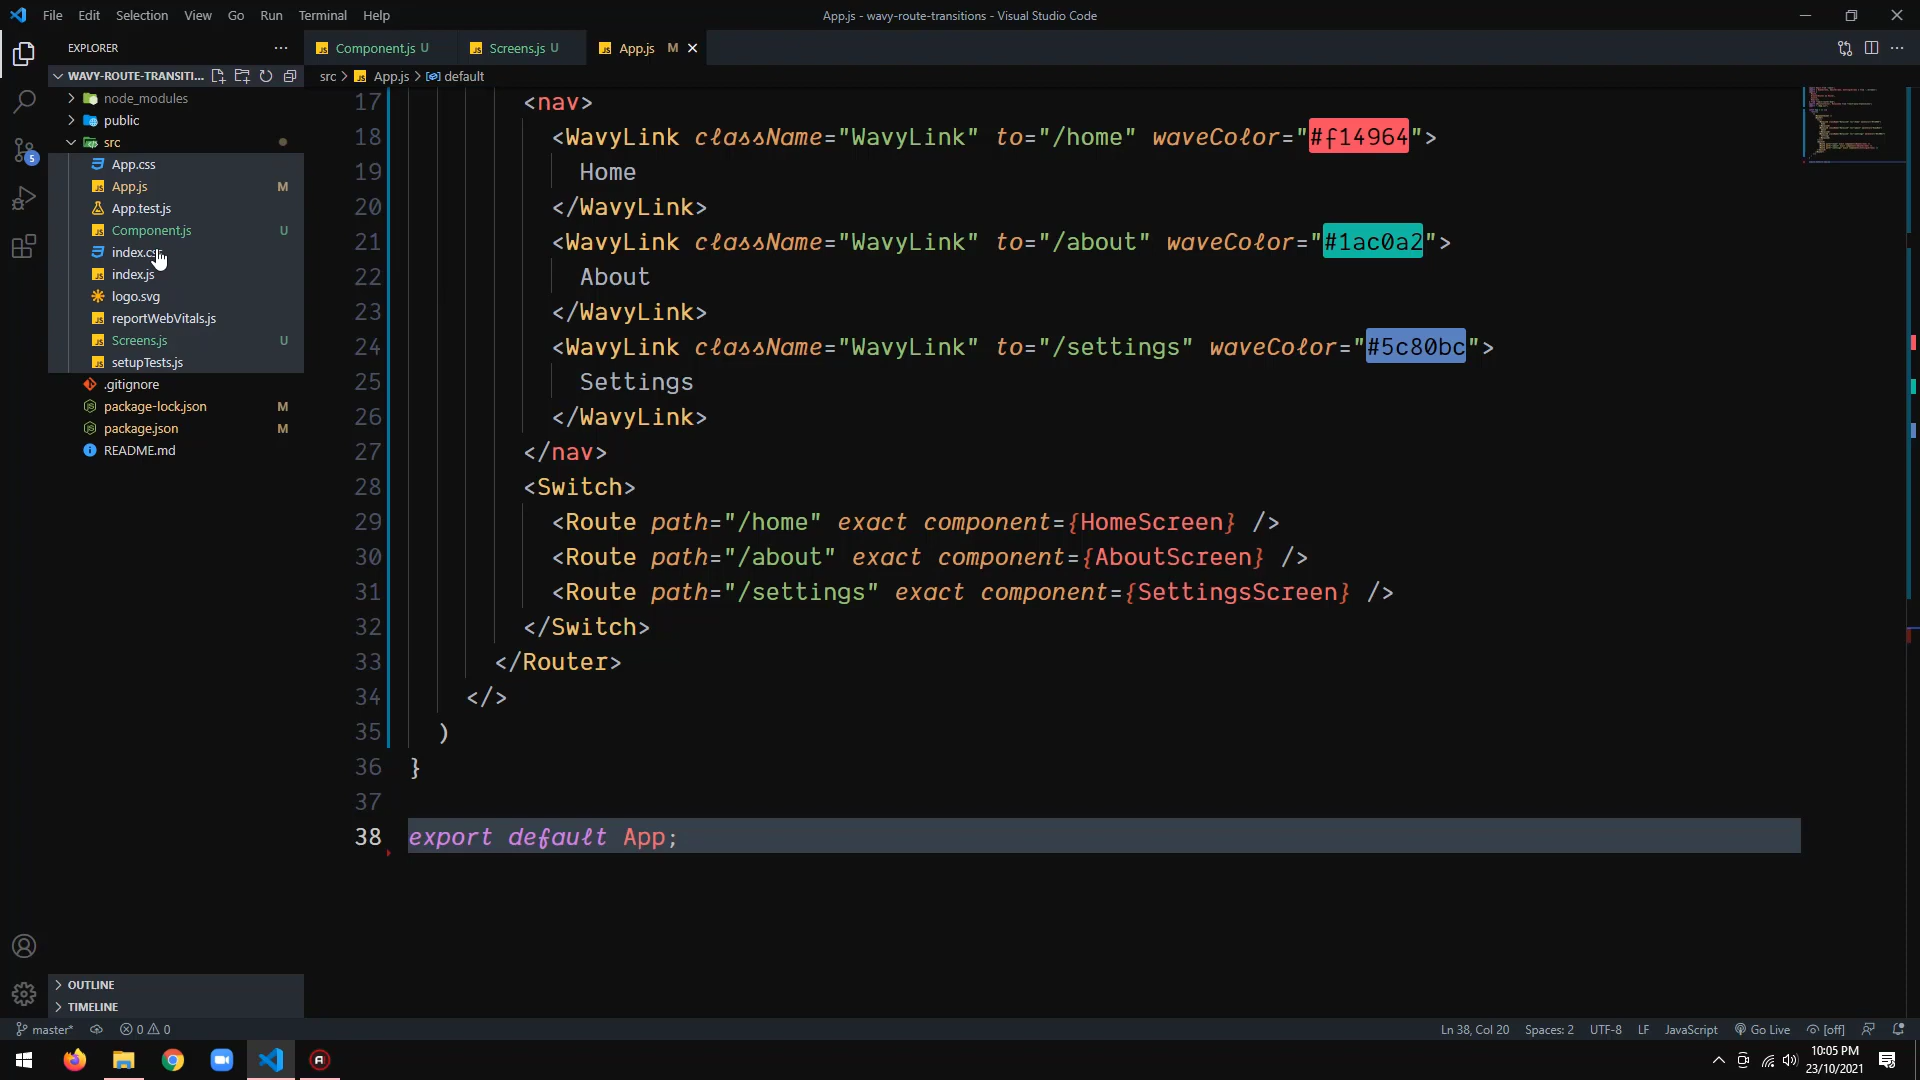 File Edit Selection View Go Run Terminal Help
App.js - wavy-route-transitions - Visual Studio Code
EXPLORER
WAVY-ROUTE-TRANSITI...
node_modules
public
src
App.css
App.js M
App.test.js
Component.js U
index.css
index.js
logo.svg
reportWebVitals.js
Screens.js U
setupTests.js
.gitignore
package-lock.json M
package.json M
README.md
OUTLINE
TIMELINE
5
Component.js U Screens.js U App.js M
src > App.js > default
17 <nav>
18 <WavyLink className="WavyLink" to="/home" waveColor="#f14964">
19 Home
20 </WavyLink>
21 <WavyLink className="WavyLink" to="/about" waveColor="#1ac0a2">
22 About
23 </WavyLink>
24 <WavyLink className="WavyLink" to="/settings" waveColor="#5c80bc">
25 Settings
26 </WavyLink>
27 </nav>
28 <Switch>
29 <Route path="/home" exact component={HomeScreen} />
30 <Route path="/about" exact component={AboutScreen} />
31 <Route path="/settings" exact component={SettingsScreen} />
32 </Switch>
33 </Router>
34 </>
35 )
36 }
37
38 export default App;
master* 0 0
Ln 38, Col 20 Spaces: 2 UTF-8 LF JavaScript Go Live [off]
10:05 PM
23/10/2021